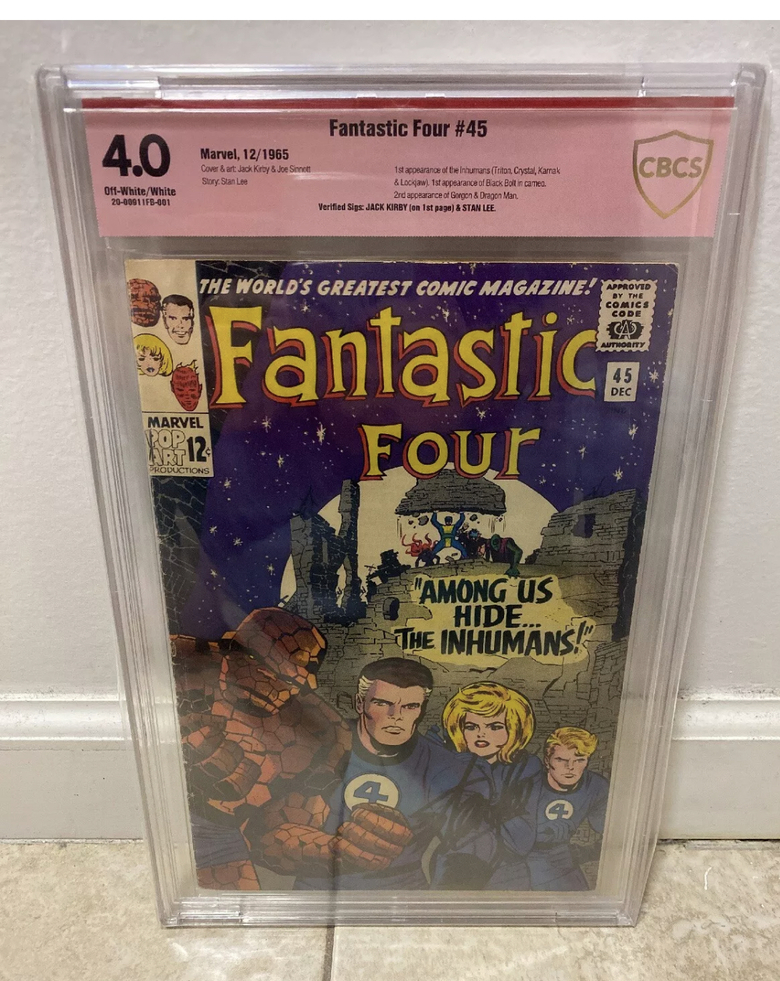 Fantastic Four #45
4.0
Off-White/White
20-00911FD-001
Marvel, 12/1965
Cover & art: Jack Kirby & Joe Sinnott
Story: Stan Lee
1st appearance of the Inhumans (Triton, Crystal, Karnak
& Lockjaw). 1st appearance of Black Bolt in cameo.
2nd appearance of Gorgon & Dragon Man.
Verified Sigs: JACK KIRBY (on 1st page) & STAN LEE.
CBCS
THE WORLD'S GREATEST COMIC MAGAZINE!
APPROVED
BY THE
COMICS
CODE
AUTHORITY
Fantastic
Four
45
DEC
MARVEL
POP
ART
PRODUCTIONS
12¢
"AMONG US
HIDE...
THE INHUMANS!"
4
4